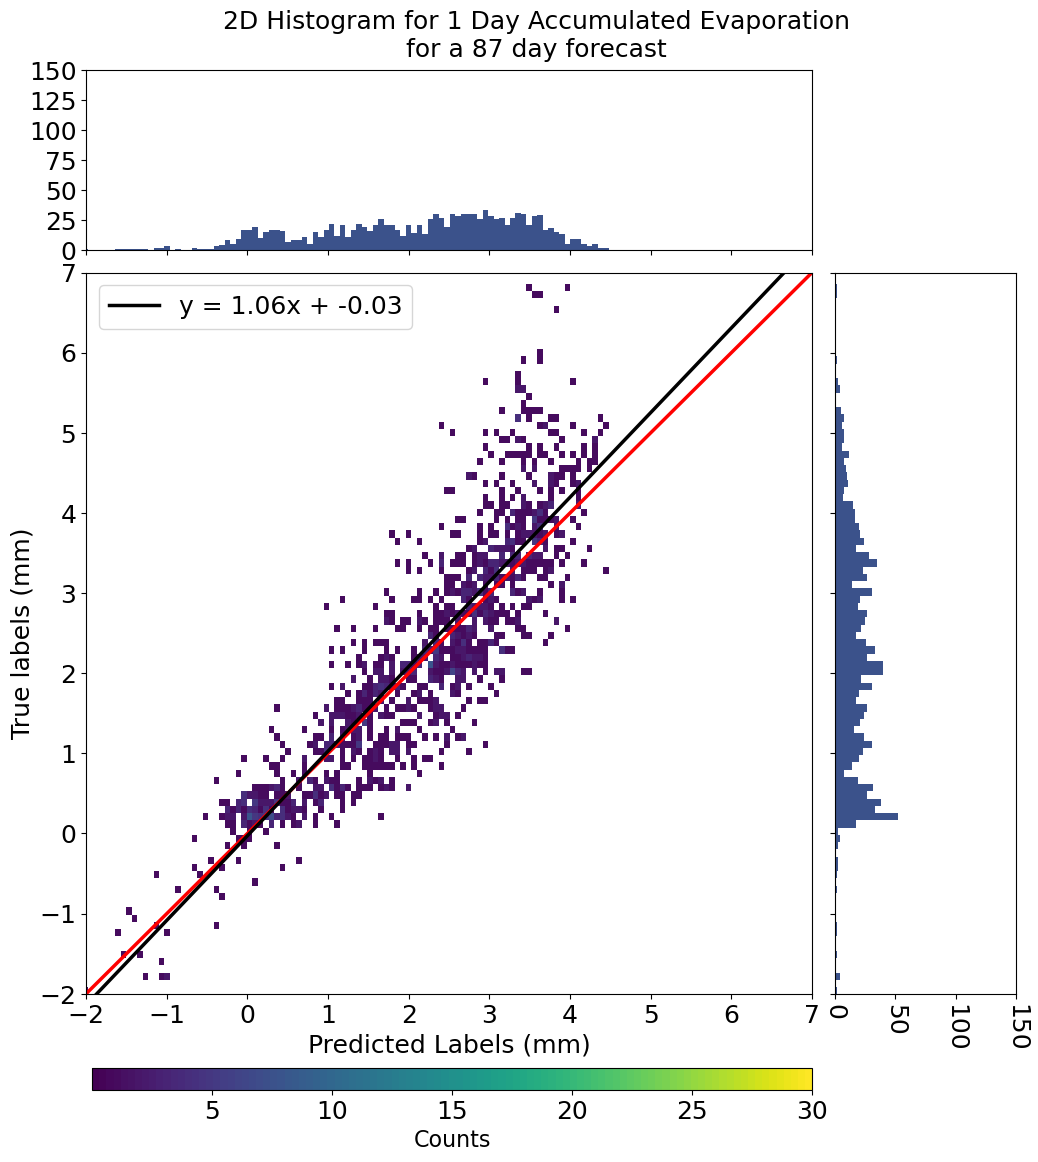 2D Histogram for 1 Day Accumulated Evaporation
for a 87 day forecast
150
125
100
75
50
25
0
7
6
5
4
3
2
1
0
−1
−2
True labels (mm)
y = 1.06x + -0.03
−2 −1 0 1 2 3 4 5 6 7
Predicted Labels (mm)
0 50 100 150
5 10 15 20 25 30
Counts